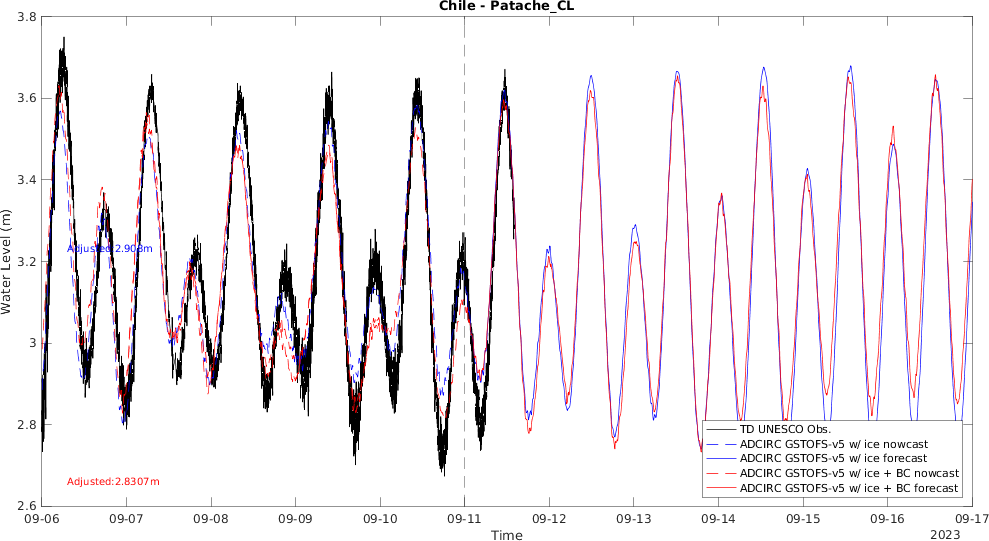 Chile - Patache_CL
Water Level (m)
3.8
3.6
3.4
3.2
3
2.8
2.6
Adjusted:2.908m
Adjusted:2.8307m
TD UNESCO Obs.
ADCIRC GSTOFS-v5 w/ ice nowcast
ADCIRC GSTOFS-v5 w/ ice forecast
ADCIRC GSTOFS-v5 w/ ice + BC nowcast
ADCIRC GSTOFS-v5 w/ ice + BC forecast
09-06 09-07 09-08 09-09 09-10 09-11 09-12 09-13 09-14 09-15 09-16 09-17
Time
2023